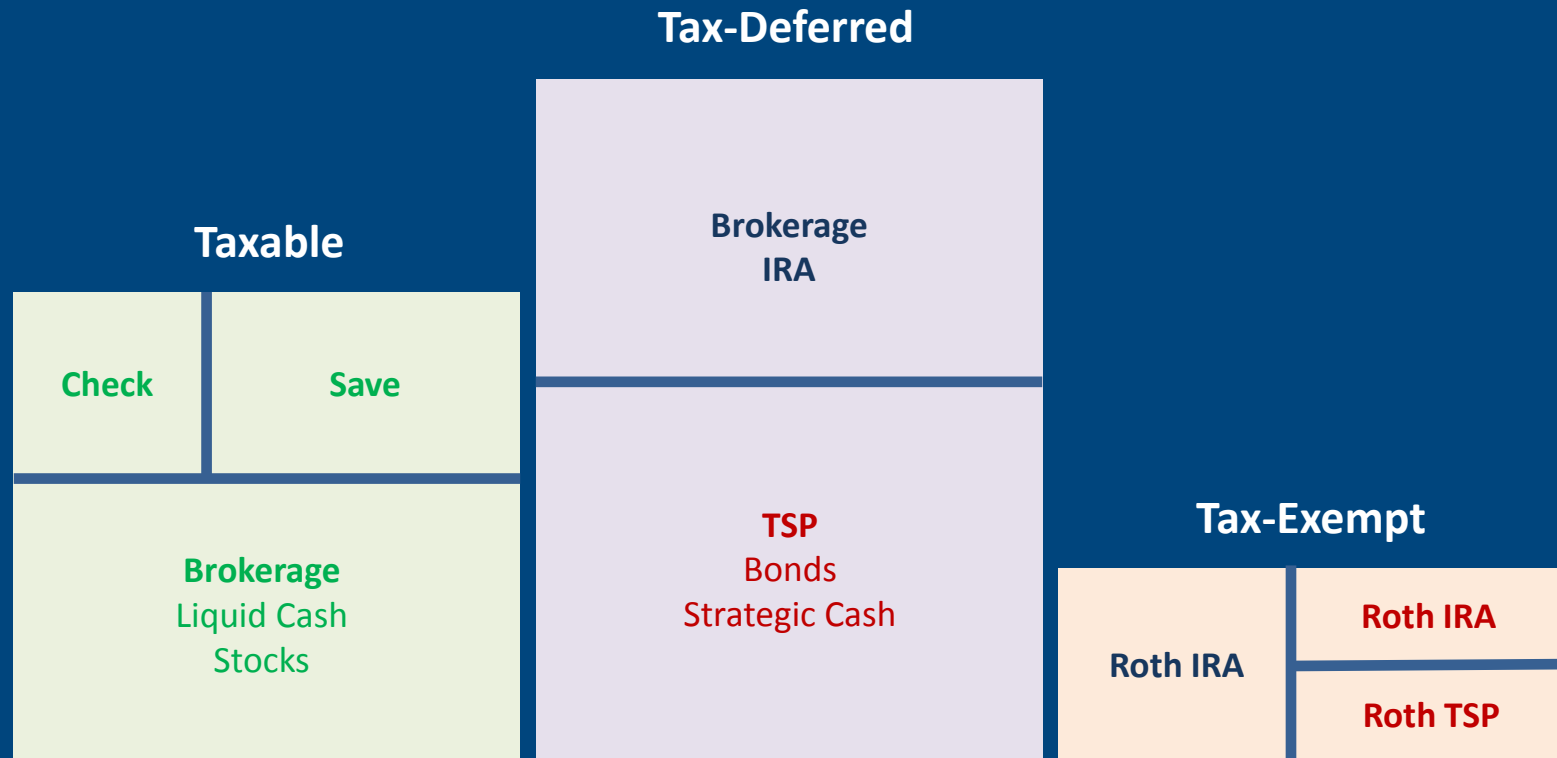 Tax-Deferred
Taxable
Check
Save
Brokerage
Liquid Cash
Stocks
Brokerage
IRA
TSP
Bonds
Strategic Cash
Tax-Exempt
Roth IRA
Roth IRA
Roth TSP